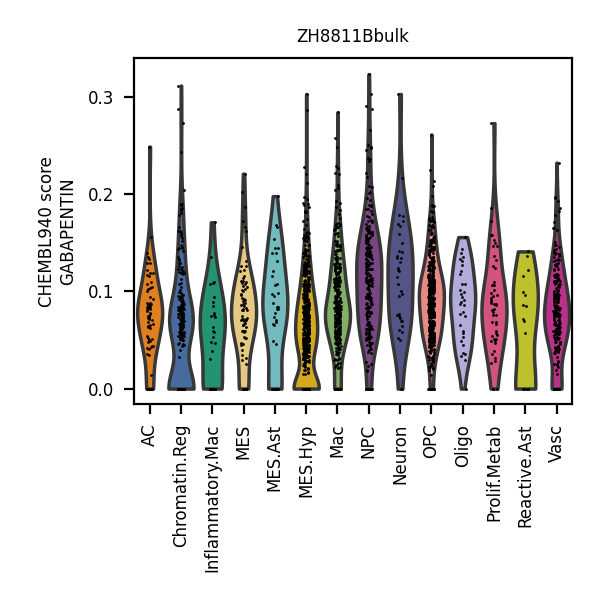 ZH8811Bbulk
CHEMBL940 score
GABAPENTIN
0.3
0.2
0.1
0.0
AC
Chromatin.Reg
Inflammatory.Mac
MES
MES.Ast
MES.Hyp
Mac
NPC
Neuron
OPC
Oligo
Prolif.Metab
Reactive.Ast
Vasc